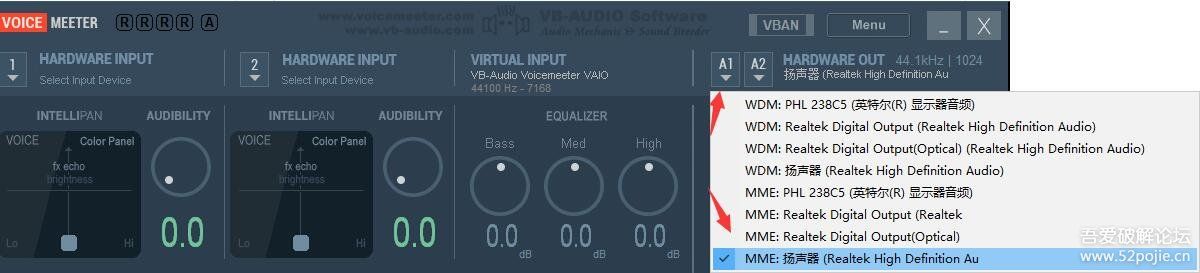 VOICE MEETER R R R R A www.voicemeeter.com VB-AUDIO Software VBAN Menu _ X
www.vb-audio.com Audio Mechanic & Sound Breeder
1 HARDWARE INPUT 2 HARDWARE INPUT VIRTUAL INPUT A1 A2 HARDWARE OUT 44.1kHz | 1024
Select Input Device Select Input Device VB-Audio Voicemeeter VAIO 扬声器 (Realtek High Definition Au
44100 Hz - 7168
INTELLIPAN AUDIBILITY INTELLIPAN AUDIBILITY EQUALIZER
VOICE Color Panel VOICE Color Panel Bass Med High
fx echo fx echo
brightness brightness
0.0 0.0 0.0 0.0 0.0
Lo Hi Lo Hi dB dB dB
WDM: PHL 238C5 (英特尔(R) 显示器音频)
WDM: Realtek Digital Output (Realtek High Definition Audio)
WDM: Realtek Digital Output(Optical) (Realtek High Definition Audio)
WDM: 扬声器 (Realtek High Definition Audio)
MME: PHL 238C5 (英特尔(R) 显示器音频)
MME: Realtek Digital Output (Realtek
MME: Realtek Digital Output(Optical)
MME: 扬声器 (Realtek High Definition Au
吾爱破解论坛
www.52pojie.cn